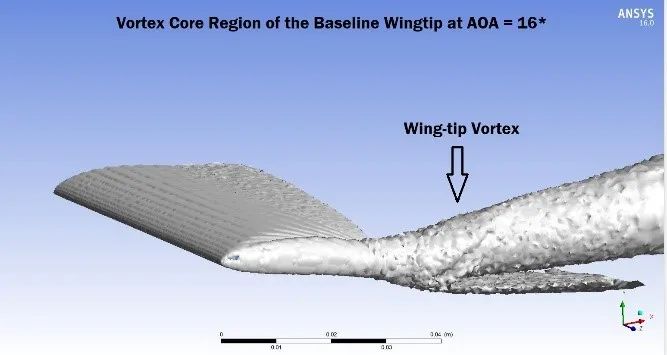 Vortex Core Region of the Baseline Wingtip at AOA = 16*
ANSYS
16.0
Wing-tip Vortex
0 0.02 0.04 (m)
0.01 0.03
X
Z